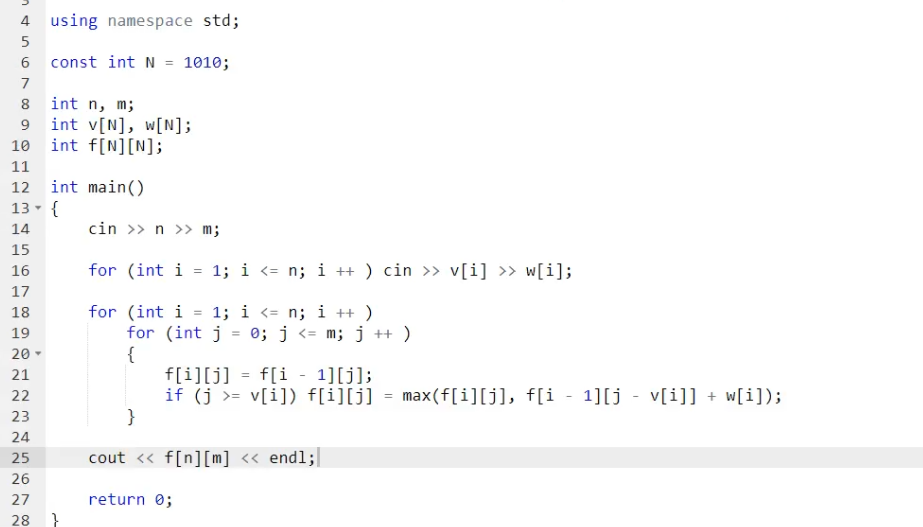 4 using namespace std;
5
6 const int N = 1010;
7
8 int n, m;
9 int v[N], w[N];
10 int f[N][N];
11
12 int main()
13 {
14     cin >> n >> m;
15
16     for (int i = 1; i <= n; i ++ ) cin >> v[i] >> w[i];
17
18     for (int i = 1; i <= n; i ++ )
19         for (int j = 0; j <= m; j ++ )
20         {
21             f[i][j] = f[i - 1][j];
22             if (j >= v[i]) f[i][j] = max(f[i][j], f[i - 1][j - v[i]] + w[i]);
23         }
24
25     cout << f[n][m] << endl;
26
27     return 0;
28 }